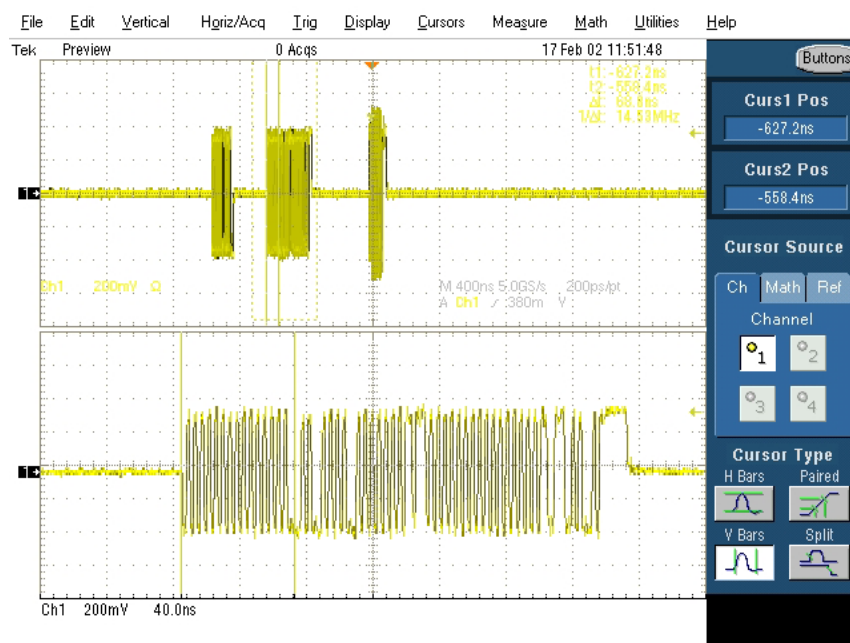 File Edit Vertical Horiz/Acq Trig Display Cursors Measure Math Utilities Help
Tek Preview 0 Acqs 17 Feb 02 11:51:48
Buttons
t1: -627.2ns
t2: -558.4ns
Δt: 68.8ns
1/Δt: 14.53MHz
Curs1 Pos
-627.2ns
Curs2 Pos
-558.4ns
1
Cursor Source
Ch1 200mV Ω M 400ns 5.0GS/s 200ps/pt
A Ch1 .380m V
Ch Math Ref
Channel
1 2
3 4
1
Cursor Type
H Bars Paired
V Bars Split
Ch1 200mV 40.0ns